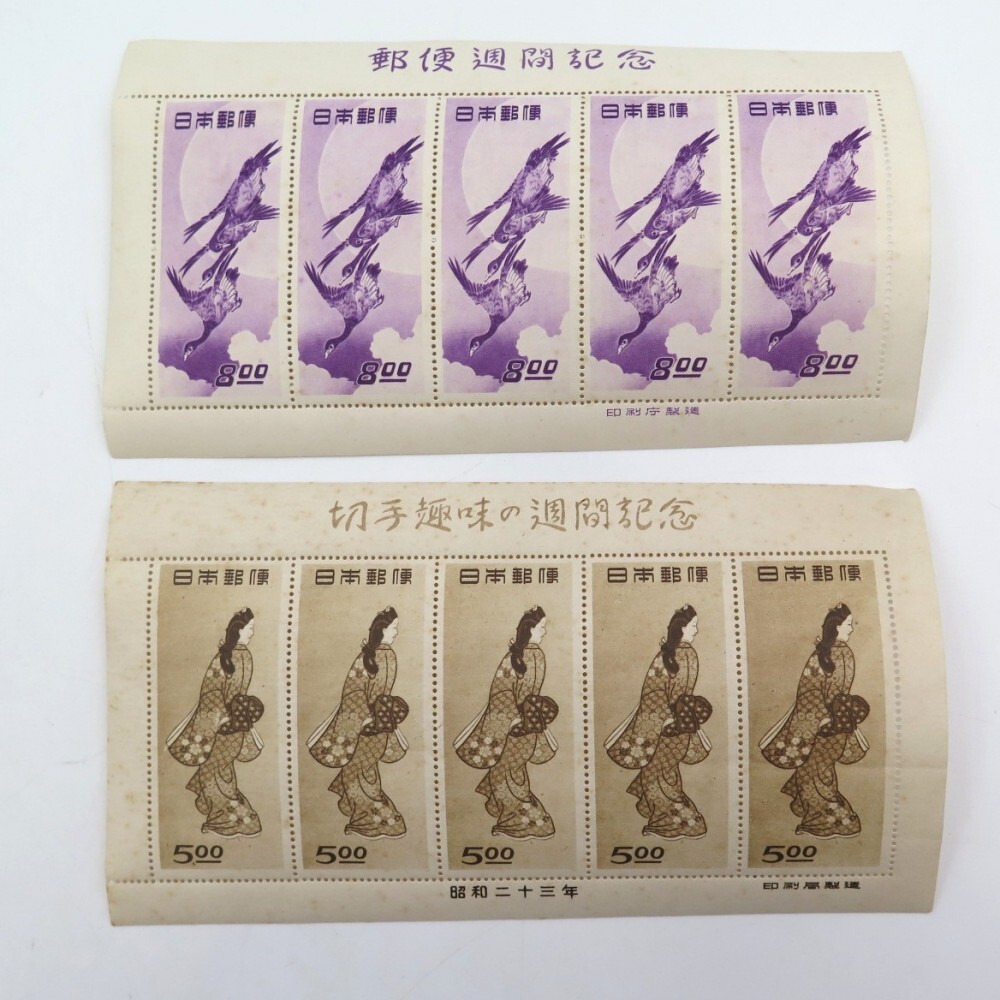 郵便週間記念
日本郵便 日本郵便 日本郵便 日本郵便 日本郵便
8.00 8.00 8.00 8.00 8.00
印刷庁製造
切手趣味の週間記念
日本郵便 日本郵便 日本郵便 日本郵便 日本郵便
5.00 5.00 5.00 5.00 5.00
昭和二十三年 印刷局製造